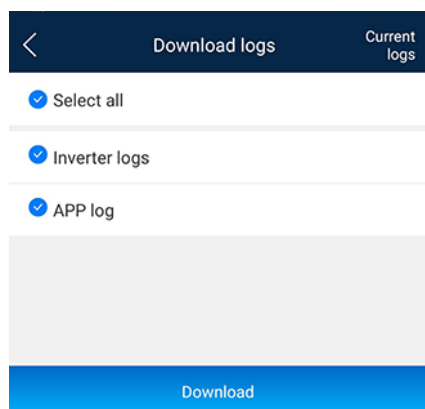 Download logs
Current
logs
Select all
Inverter logs
APP log
Download